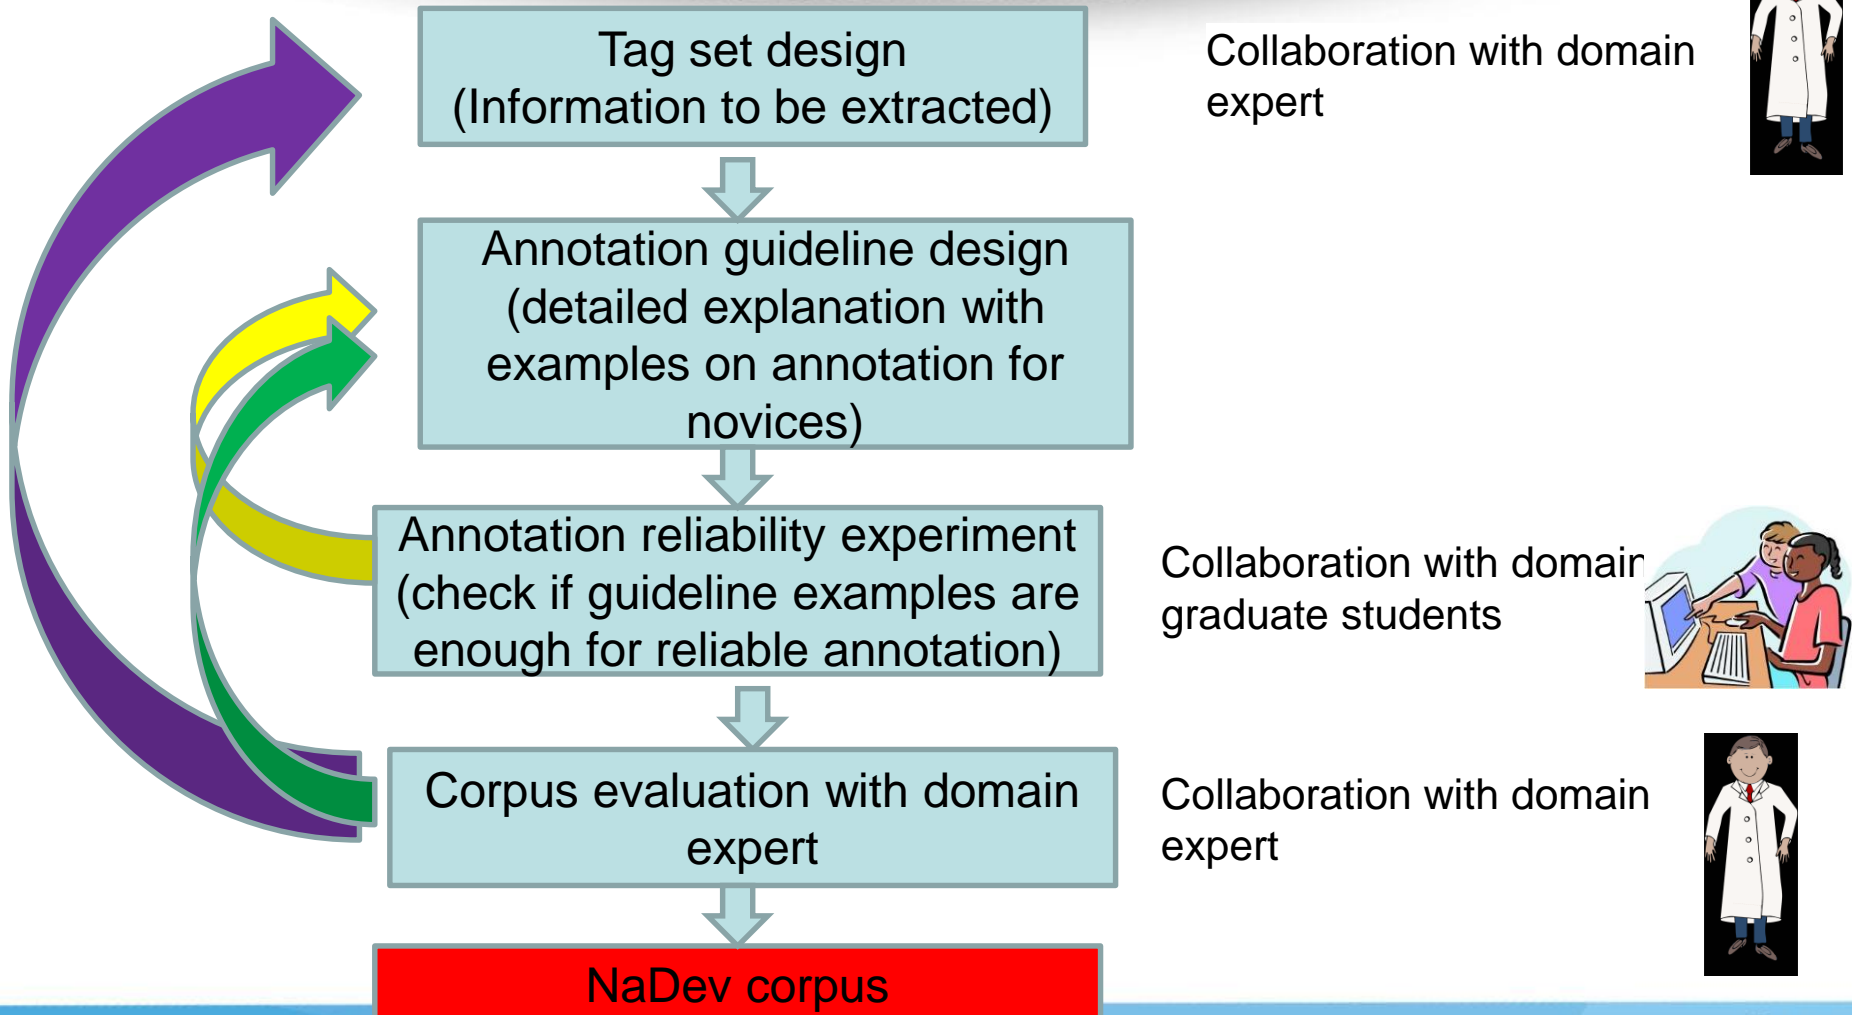 Tag set design
(Information to be extracted)
Collaboration with domain
expert
Annotation guideline design
(detailed explanation with
examples on annotation for
novices)
Annotation reliability experiment
(check if guideline examples are
enough for reliable annotation)
Collaboration with domain
graduate students
Corpus evaluation with domain
expert
Collaboration with domain
expert
NaDev corpus